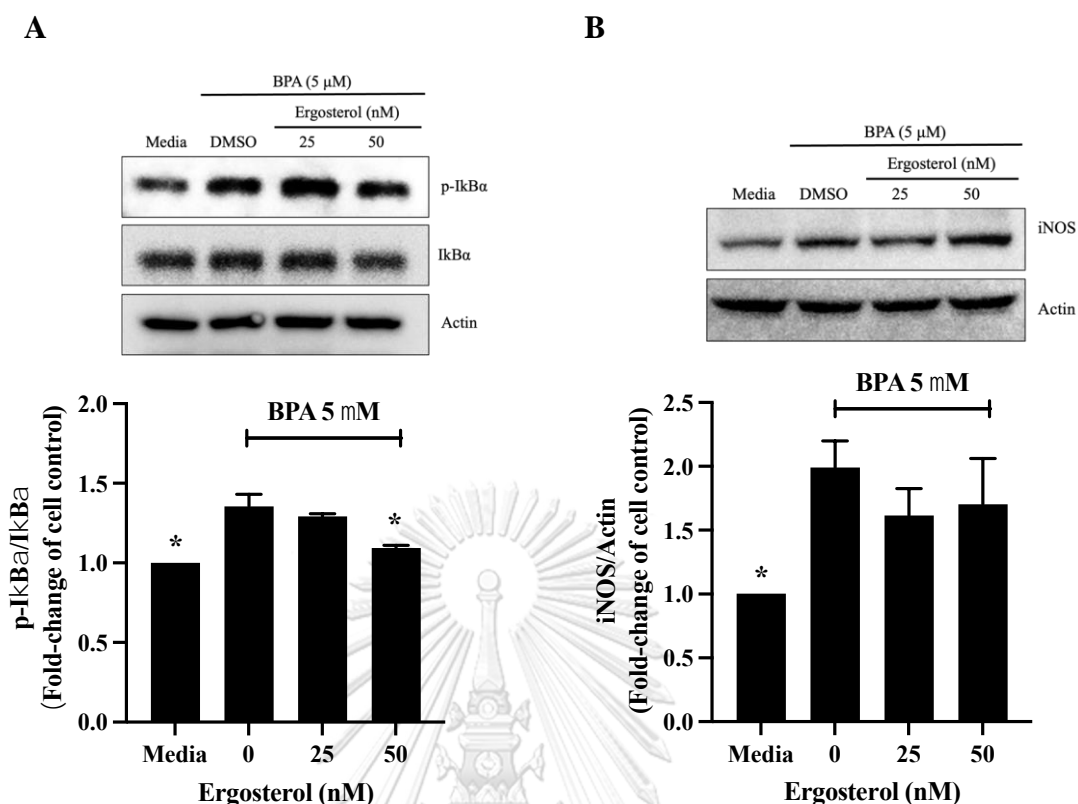 A
BPA (5 μM)
Ergosterol (nM)
Media DMSO 25 50
p-IkBα
IkBα
Actin
p-IkBa/IkBa
(Fold-change of cell control)
2.0
1.5
1.0
0.5
0.0
BPA 5 mM
*
*
Media 0 25 50
Ergosterol (nM)
B
BPA (5 μM)
Ergosterol (nM)
Media DMSO 25 50
iNOS
Actin
iNOS/Actin
(Fold-change of cell control)
2.5
2.0
1.5
1.0
0.5
0.0
BPA 5 mM
*
Media 0 25 50
Ergosterol (nM)